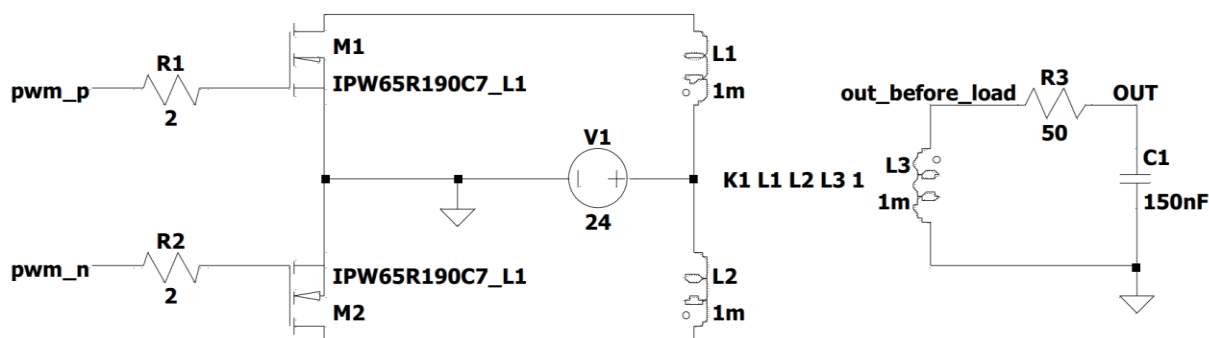 M1
R1
L1
IPW65R190C7_L1
pwm_p
2
1m
out_before_load
R3
OUT
50
V1
C1
L3
K1 L1 L2 L3 1
1m
150nF
24
R2
pwm_n
IPW65R190C7_L1
L2
2
M2
1m